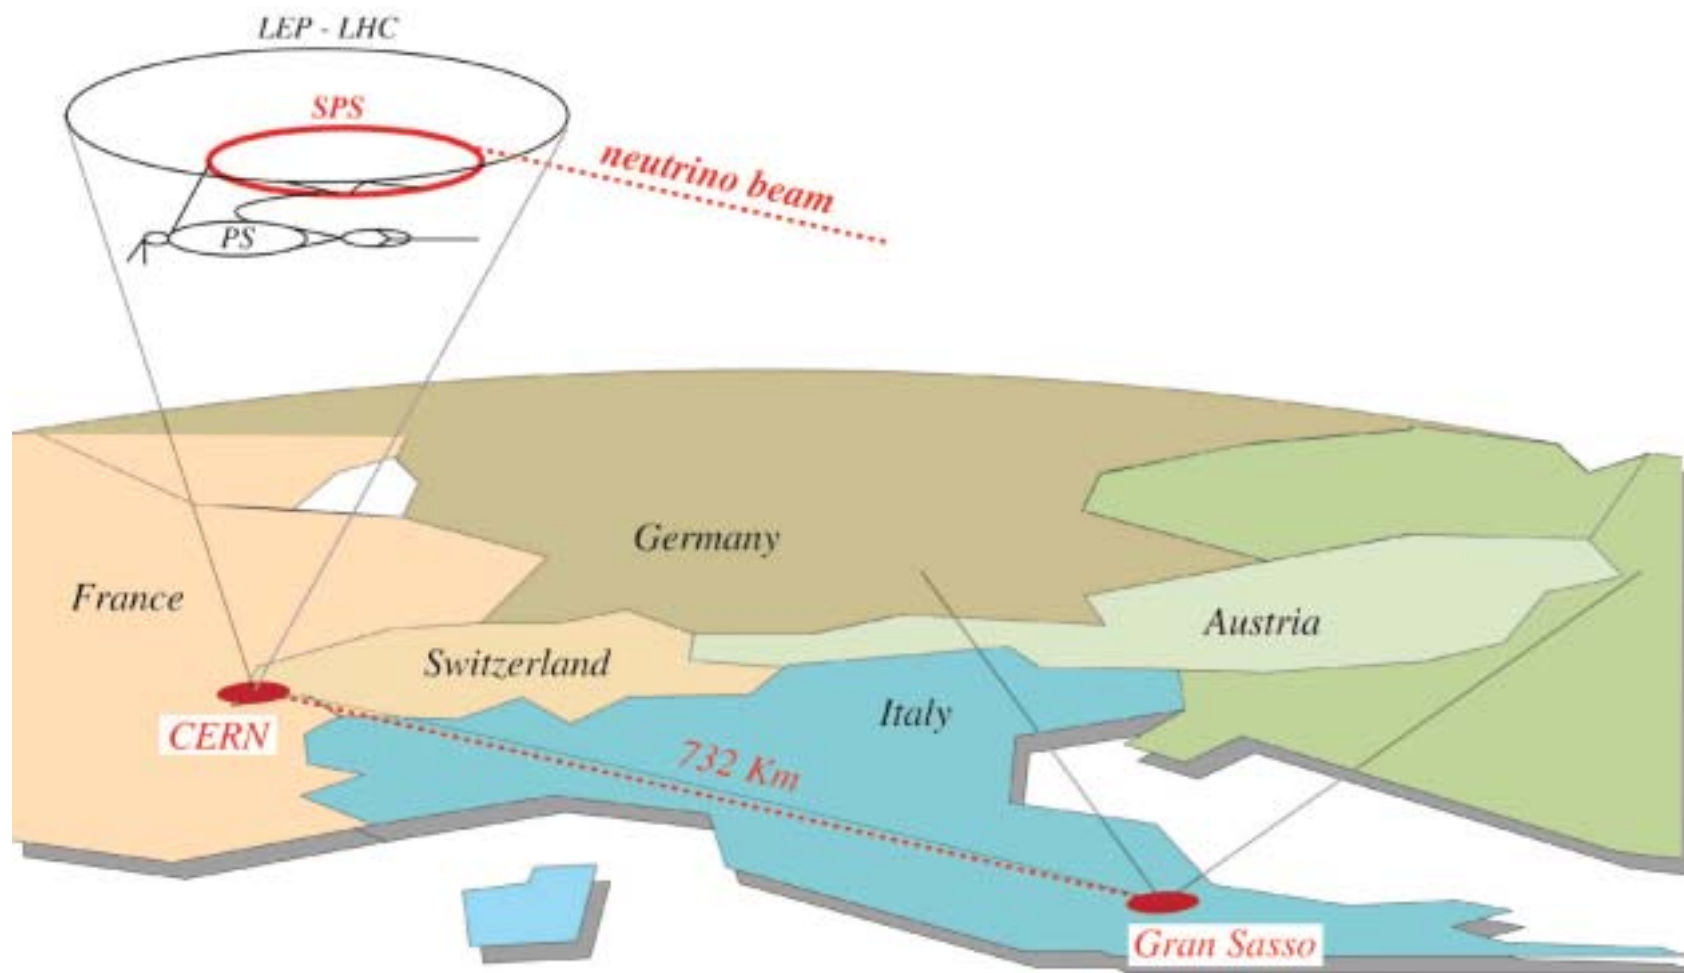 LEP - LHC
SPS
neutrino beam
PS
Germany
France
Austria
Switzerland
Italy
CERN
732 Km
Gran Sasso